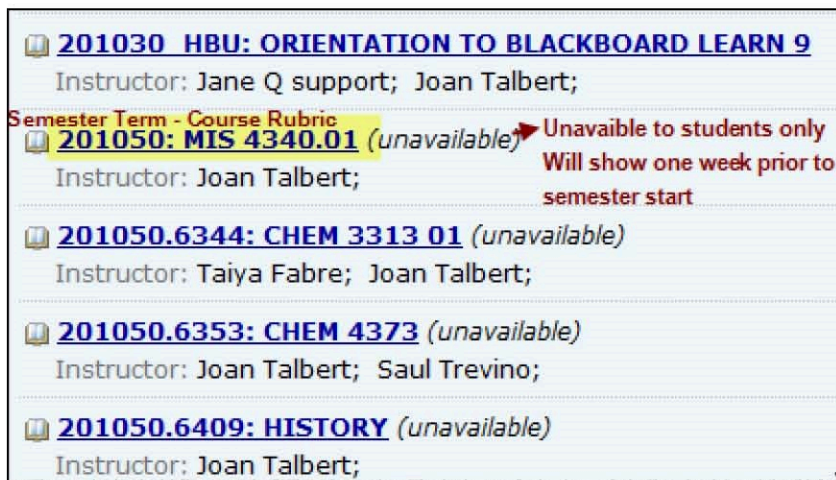 201030 HBU: ORIENTATION TO BLACKBOARD LEARN 9
Instructor: Jane Q support; Joan Talbert;
Semester Term - Course Rubric
201050: MIS 4340.01 (unavailable)
Unavaible to students only
Will show one week prior to
semester start
Instructor: Joan Talbert;
201050.6344: CHEM 3313 01 (unavailable)
Instructor: Taiya Fabre; Joan Talbert;
201050.6353: CHEM 4373 (unavailable)
Instructor: Joan Talbert; Saul Trevino;
201050.6409: HISTORY (unavailable)
Instructor: Joan Talbert;